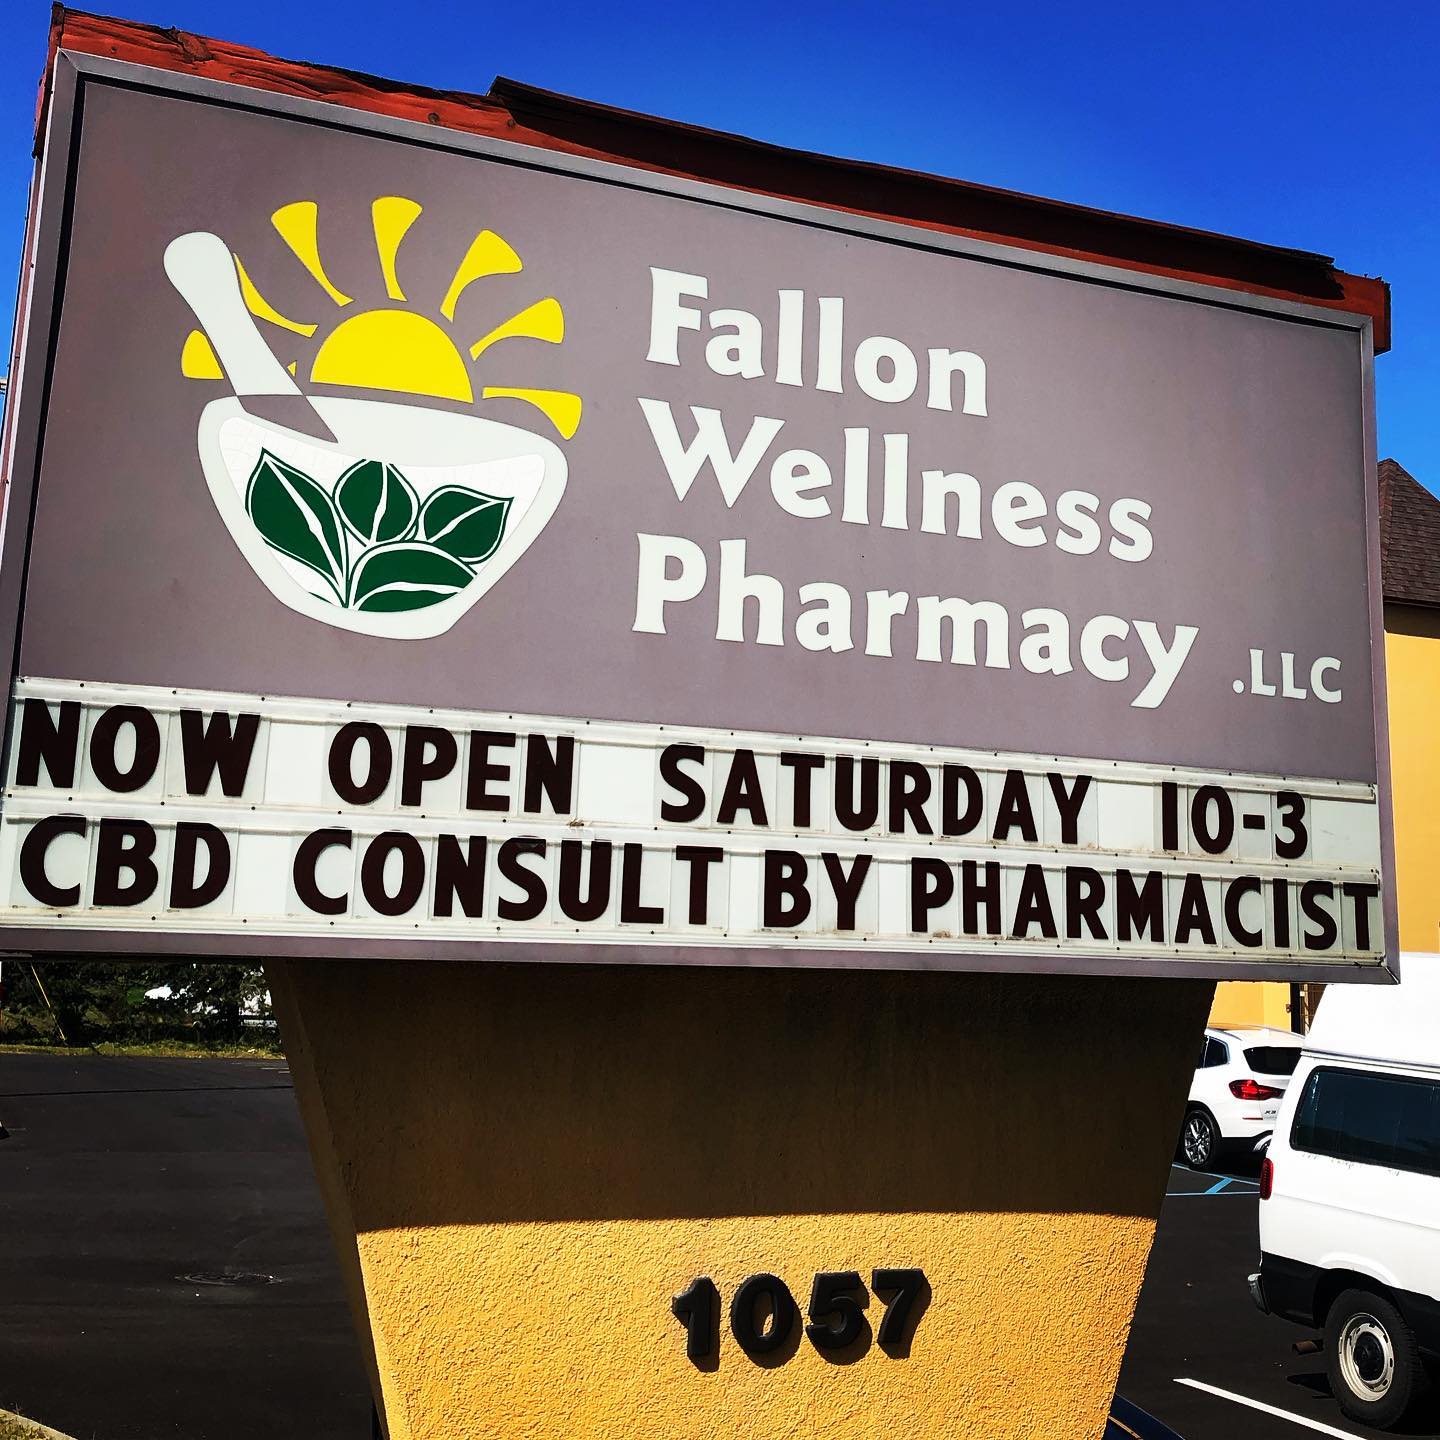 Fallon
Wellness
Pharmacy .LLC
NOW OPEN SATURDAY 10-3
CBD CONSULT BY PHARMACIST
1057